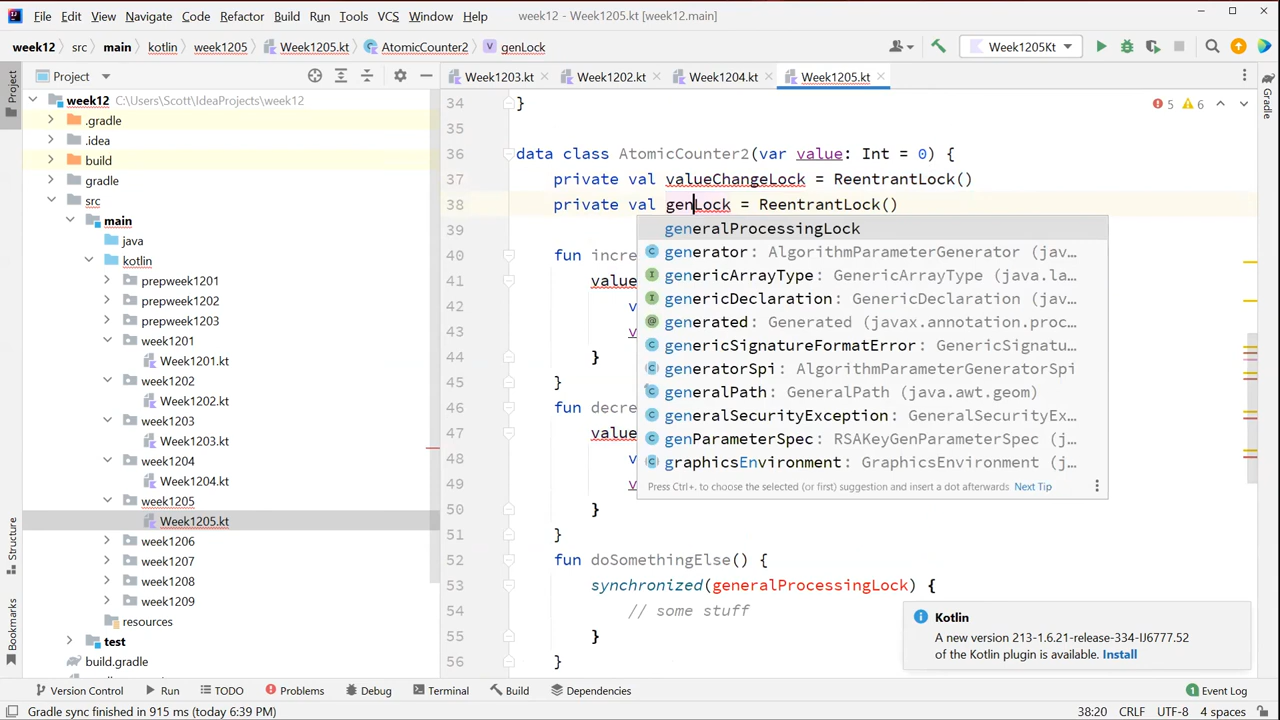 File Edit View Navigate Code Refactor Build Run Tools VCS Window Help week12 - Src\main\kotlin\week1205\Week1205.kt [week12.main]
week12 src main kotlin week1205 Week1205.kt AtomicCounter2 genLock Week1205Kt
Project Week1203.kt Week1202.kt Week1204.kt Week1205.kt
week12 C:\Users\Scott\IdeaProjects\week12
.gradle
.idea
build
gradle
src
main
java
kotlin
prepweek1201
prepweek1202
prepweek1203
week1201
Week1201.kt
week1202
Week1202.kt
week1203
Week1203.kt
week1204
Week1204.kt
week1205
Week1205.kt
week1206
week1207
week1208
week1209
resources
test
build.gradle
Project
Structure
Bookmarks
34 }
35
36 data class AtomicCounter2(var value: Int = 0) {
37 private val valueChangeLock = ReentrantLock()
38 private val genLock = ReentrantLock()
39
40 fun incre
41 value
42 v
43 v
44 }
45 }
46 fun decre
47 value
48 v
49 v
50 }
51 }
52 fun doSomethingElse() {
53 synchronized(generalProcessingLock) {
54 // some stuff
55 }
56 }
5 6
Gradle
generalProcessingLock
generator: AlgorithmParameterGenerator (jav…
genericArrayType: GenericArrayType (java.la…
genericDeclaration: GenericDeclaration (jav…
generated: Generated (javax.annotation.proc…
genericSignatureFormatError: GenericSignatu…
generatorSpi: AlgorithmParameterGeneratorSpi
generalPath: GeneralPath (java.awt.geom)
generalSecurityException: GeneralSecurityEx…
genParameterSpec: RSAKeyGenParameterSpec (j…
graphicsEnvironment: GraphicsEnvironment (j…
Press Ctrl+. to choose the selected (or first) suggestion and insert a dot afterwards Next Tip
Kotlin
A new version 213-1.6.21-release-334-IJ6777.52
of the Kotlin plugin is available. Install
Version Control Run TODO Problems Debug Terminal Build Dependencies 1 Event Log
Gradle sync finished in 915 ms (today 6:39 PM) 38:20 CRLF UTF-8 4 spaces